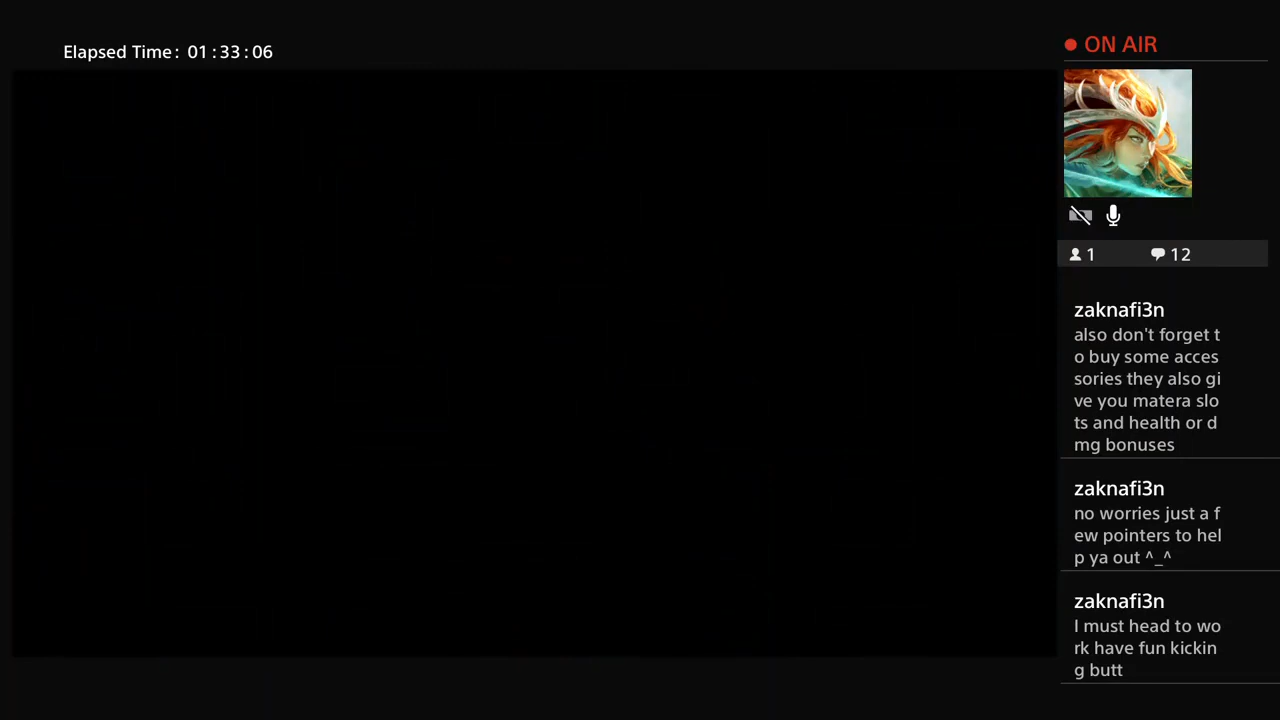 Elapsed Time: 01:33:06
ON AIR
1 12
zaknafi3n
also don't forget t
o buy some acces
sories they also gi
ve you matera slo
ts and health or d
mg bonuses
zaknafi3n
no worries just a f
ew pointers to hel
p ya out ^_^
zaknafi3n
I must head to wo
rk have fun kickin
g butt